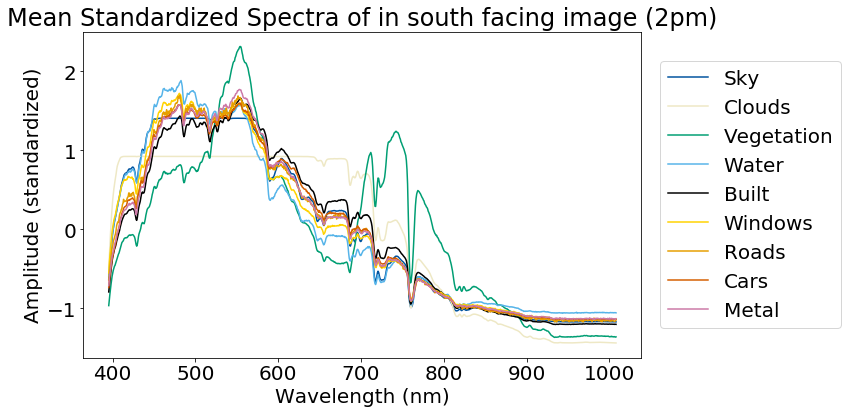 Mean Standardized Spectra of in south facing image (2pm)
Amplitude (standardized)
2
1
0
−1
400 500 600 700 800 900 1000
Wavelength (nm)
Sky
Clouds
Vegetation
Water
Built
Windows
Roads
Cars
Metal